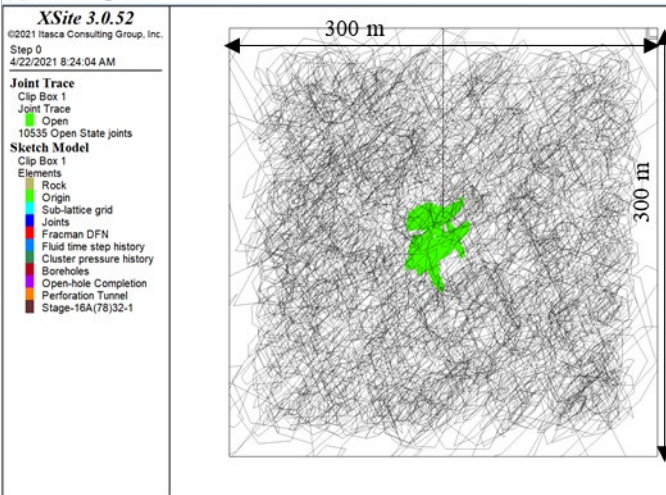 XSite 3.0.52
©2021 Itasca Consulting Group, Inc.
Step 0
4/22/2021 8:24:04 AM
Joint Trace
Clip Box 1
Joint Trace
Open
10535 Open State joints
Sketch Model
Clip Box 1
Elements
Rock
Origin
Sub-lattice grid
Joints
Fracman DFN
Fluid time step history
Cluster pressure history
Boreholes
Open-hole Completion
Perforation Tunnel
Stage-16A(78)32-1
300 m
300 m